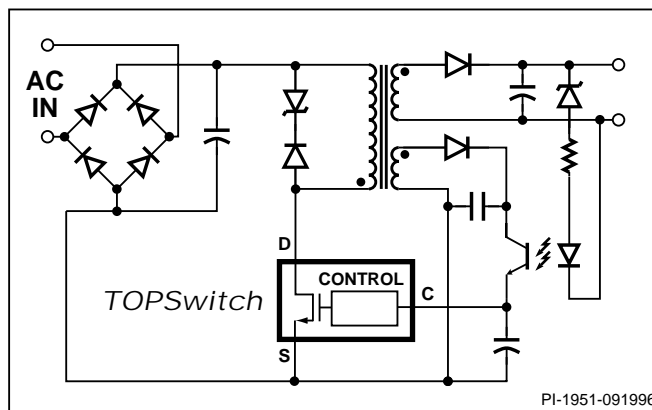 AC
IN
D
CONTROL
C
TOPSwitch
S
PI-1951-091996